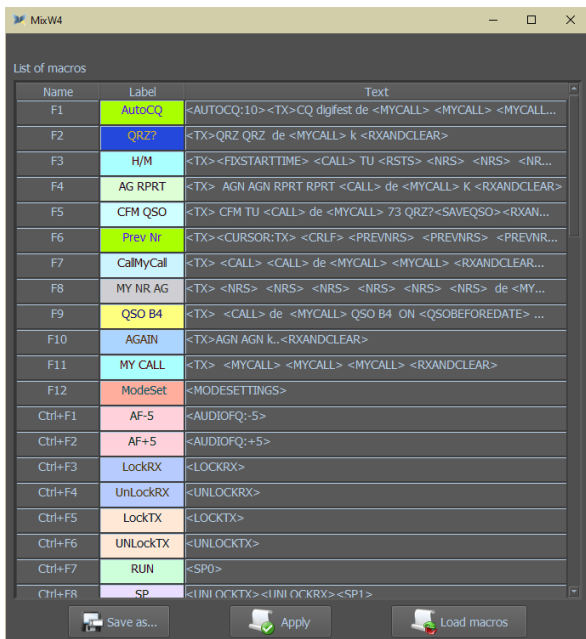 MixW4
List of macros
Name Label Text
F1 AutoCQ <AUTOCQ:10><TX>CQ digifest de <MYCALL> <MYCALL> <MYCALL...
F2 QRZ? <TX>QRZ QRZ de <MYCALL> k <RXANDCLEAR>
F3 H/M <TX><FIXSTARTTIME> <CALL> TU <RSTS> <NRS> <NRS> <NR...
F4 AG RPRT <TX> AGN AGN RPRT RPRT <CALL> de <MYCALL> K <RXANDCLEAR>
F5 CFM QSO <TX> CFM TU <CALL> de <MYCALL> 73 QRZ?<SAVEQSO><RXAN...
F6 Prev Nr <TX><CURSOR:TX> <CRLF> <PREVNRS> <PREVNRS> <PREVNR...
F7 CallMyCall <TX> <CALL> <CALL> de <MYCALL> <MYCALL> <RXANDCLEAR...
F8 MY NR AG <TX> <NRS> <NRS> <NRS> <NRS> <NRS> <NRS> de <MY...
F9 QSO B4 <TX> <CALL> de <MYCALL> QSO B4 ON <QSOBEFOREDATE> ...
F10 AGAIN <TX>AGN AGN k..<RXANDCLEAR>
F11 MY CALL <TX> <MYCALL> <MYCALL> <MYCALL> <RXANDCLEAR>
F12 ModeSet <MODESETTINGS>
Ctrl+F1 AF-5 <AUDIOFQ:-5>
Ctrl+F2 AF+5 <AUDIOFQ:+5>
Ctrl+F3 LockRX <LOCKRX>
Ctrl+F4 UnLockRX <UNLOCKRX>
Ctrl+F5 LockTX <LOCKTX>
Ctrl+F6 UNLockTX <UNLOCKTX>
Ctrl+F7 RUN <SP0>
Ctrl+F8 SP <UNLOCKTX><UNLOCKRX><SP1>
Save as... Apply Load macros